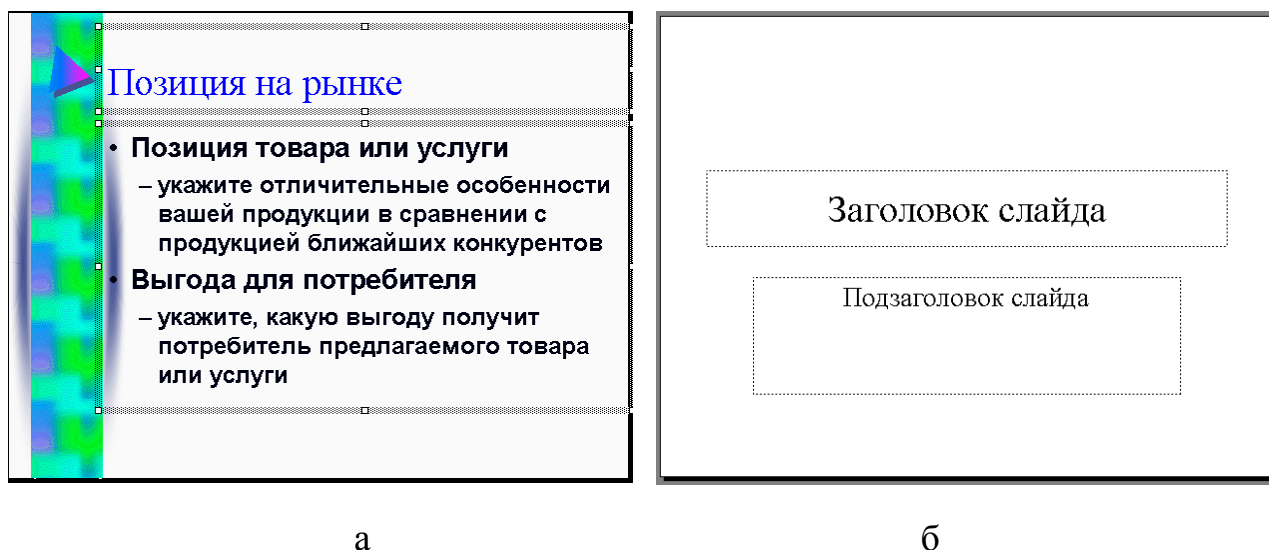 Позиция на рынке
• Позиция товара или услуги
– укажите отличительные особенности
вашей продукции в сравнении с
продукцией ближайших конкурентов
• Выгода для потребителя
– укажите, какую выгоду получит
потребитель предлагаемого товара
или услуги
Заголовок слайда
Подзаголовок слайда
а
б